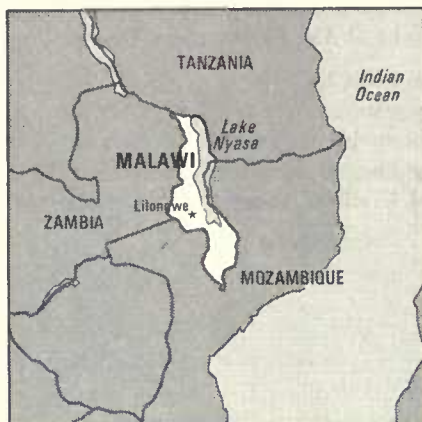 TANZANIA
Indian
Ocean
Lake
Nyasa
MALAWI
Lilongwe
ZAMBIA
MOZAMBIQUE